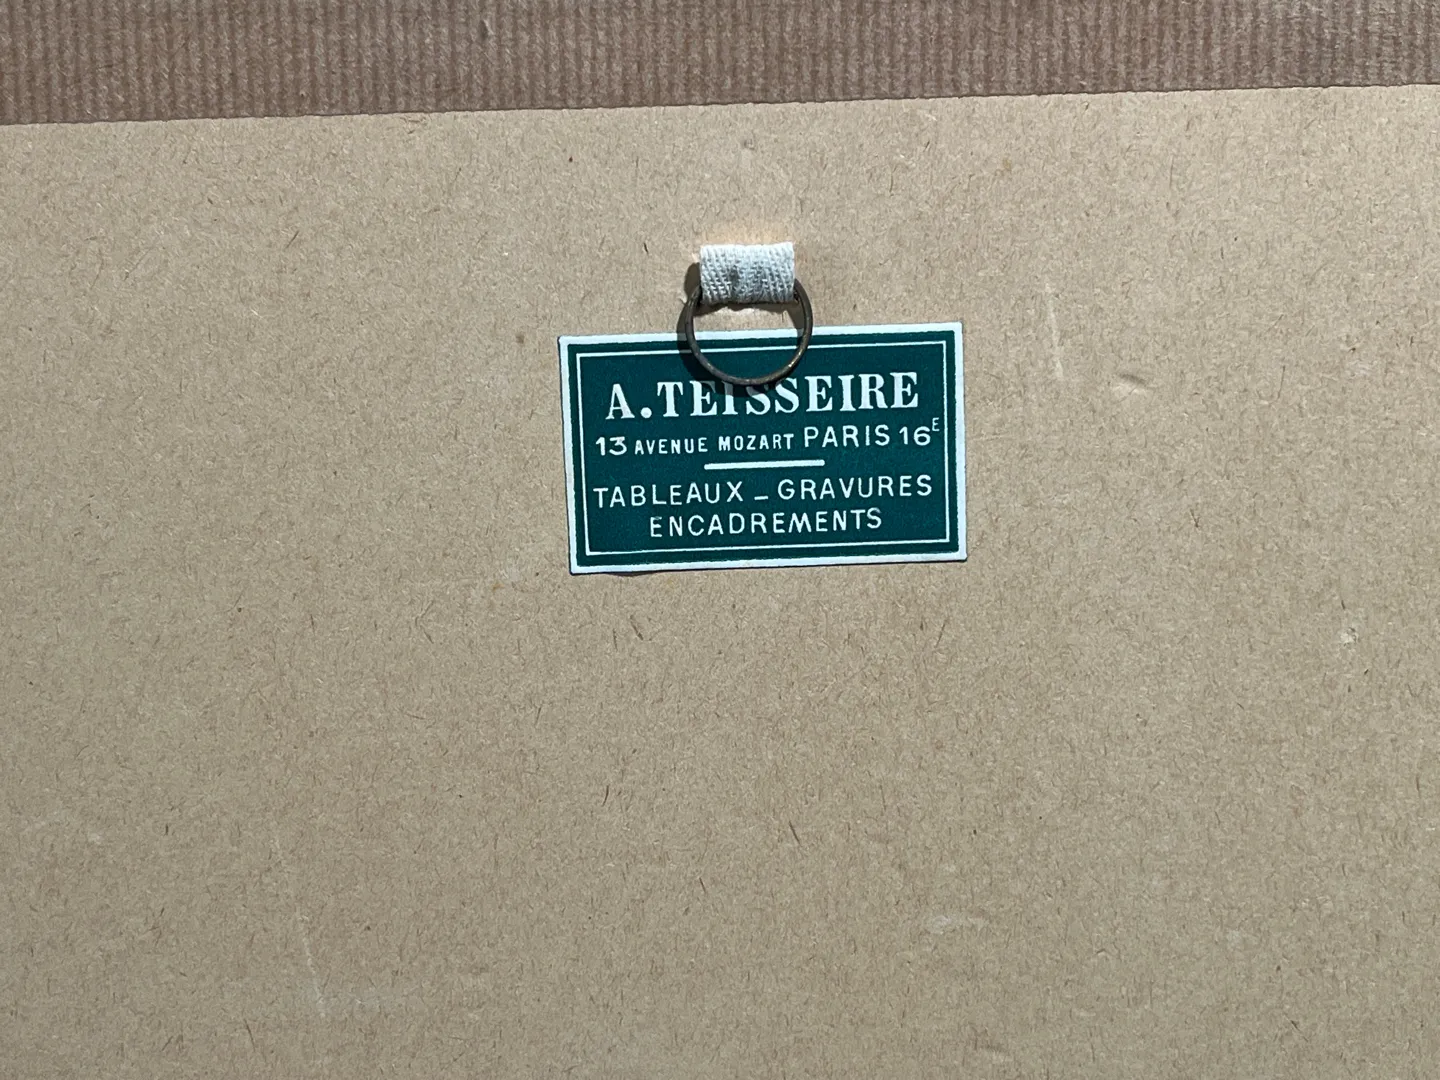 A. TEISSEIRE
13 AVENUE MOZART PARIS 16E
TABLEAUX _ GRAVURES
ENCADREMENTS